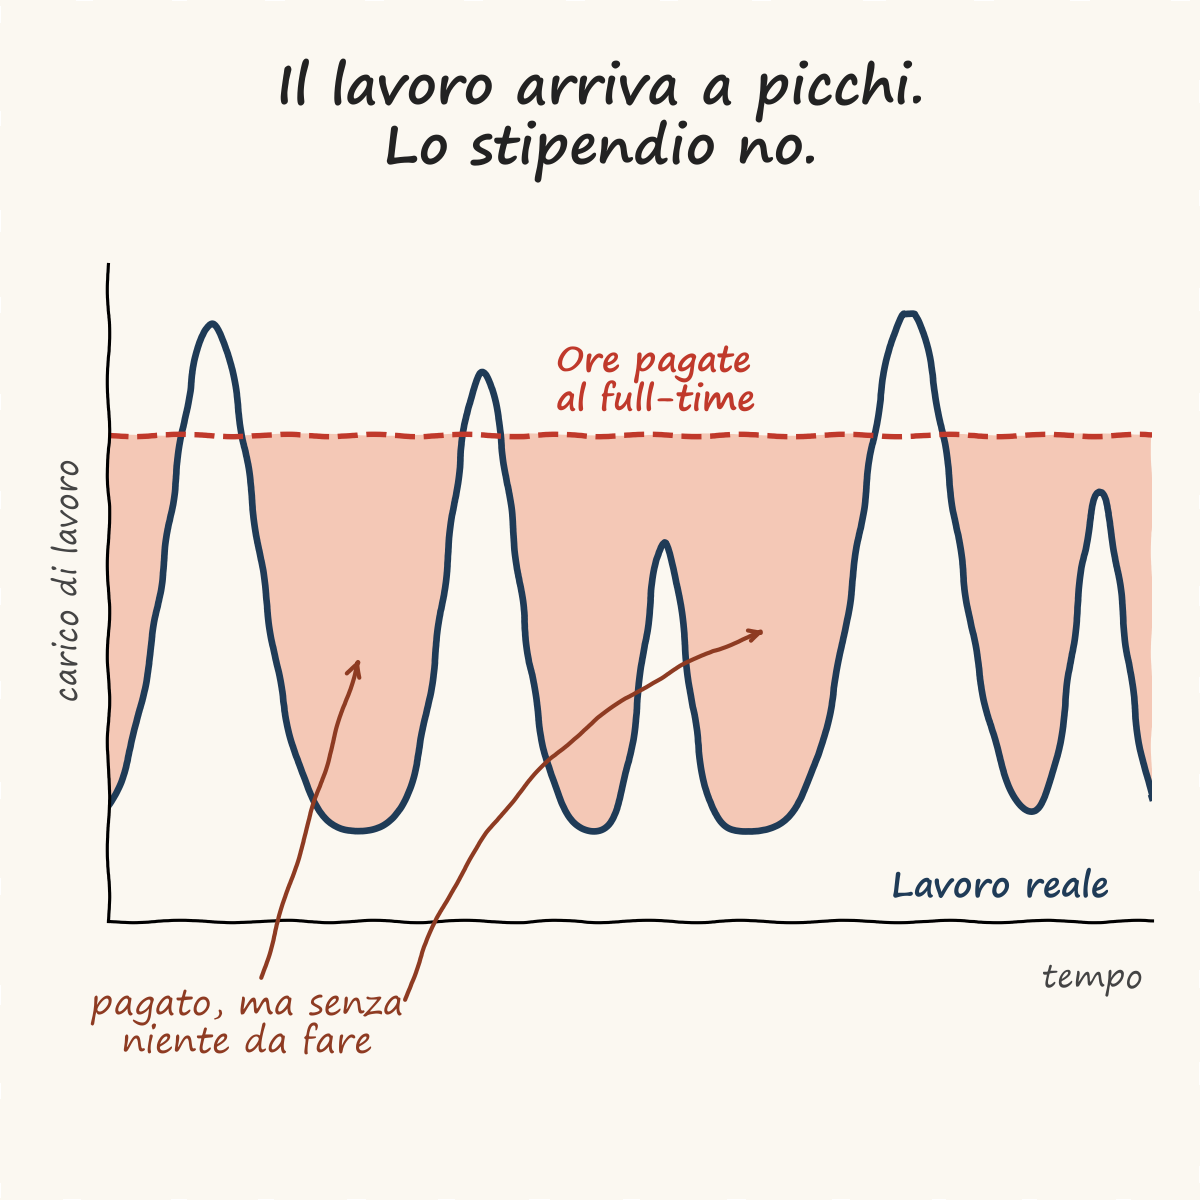 Il lavoro arriva a picchi.
Lo stipendio no.
Ore pagate
al full-time
carico di lavoro
Lavoro reale
tempo
pagato, ma senza
niente da fare